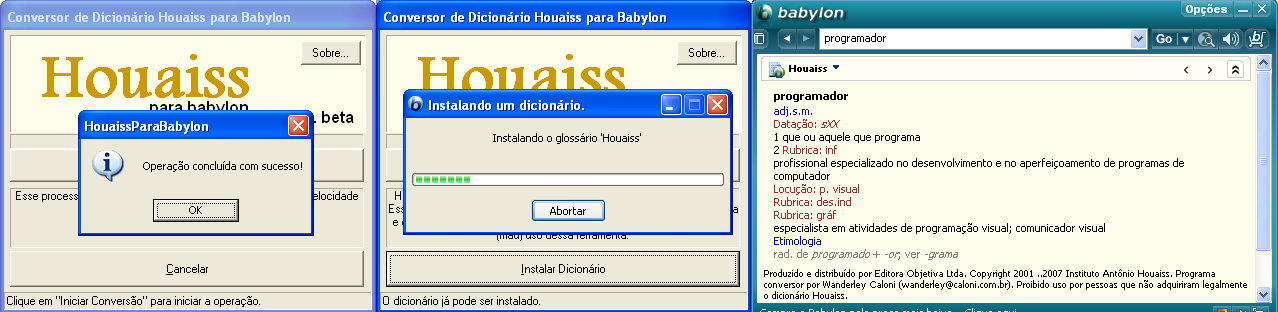 Conversor de Dicionário Houaiss para Babylon
Sobre...
Houaiss
para babylon
beta
HouaissParaBabylon
Operação concluída com sucesso!
OK
Esse proces
elocidade
Cancelar
Clique em "Iniciar Conversão" para iniciar a operação.
Conversor de Dicionário Houaiss para Babylon
Sobre...
Houaiss
Instalando um dicionário.
Instalando o glossário 'Houaiss'
Abortar
(mau) uso dessa ferramenta.
Instalar Dicionário
O dicionário já pode ser instalado.
babylon
Opções
programador
Go
Houaiss
programador
adj.s.m.
Datação: sXX
1 que ou aquele que programa
2 Rubrica: inf
profissional especializado no desenvolvimento e no aperfeiçoamento de programas de
computador
Locução: p. visual
Rubrica: des.ind
Rubrica: gráf
especialista em atividades de programação visual; comunicador visual
Etimologia
rad. de programado + -or; ver -grama
Produzido e distribuído por Editora Objetiva Ltda. Copyright 2001 ..2007 Instituto Antônio Houaiss. Programa
conversor por Wanderley Caloni (wanderley@caloni.com.br). Proibido uso por pessoas que não adquiriram legalmente
o dicionário Houaiss.